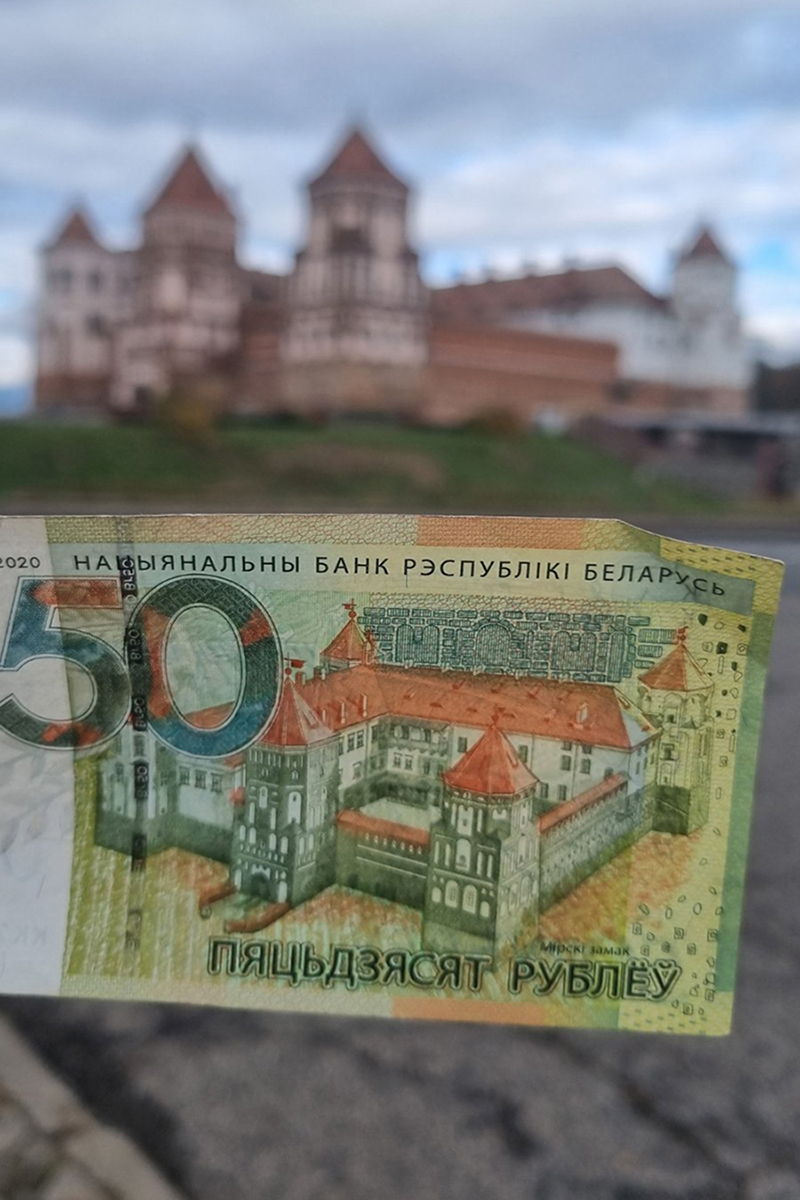 2020
НАЦЫЯНАЛЬНЫ БАНК РЭСПУБЛІКІ БЕЛАРУСЬ
50
Мірскі замак
ПЯЦЬДЗЯСЯТ РУБЛЁЎ